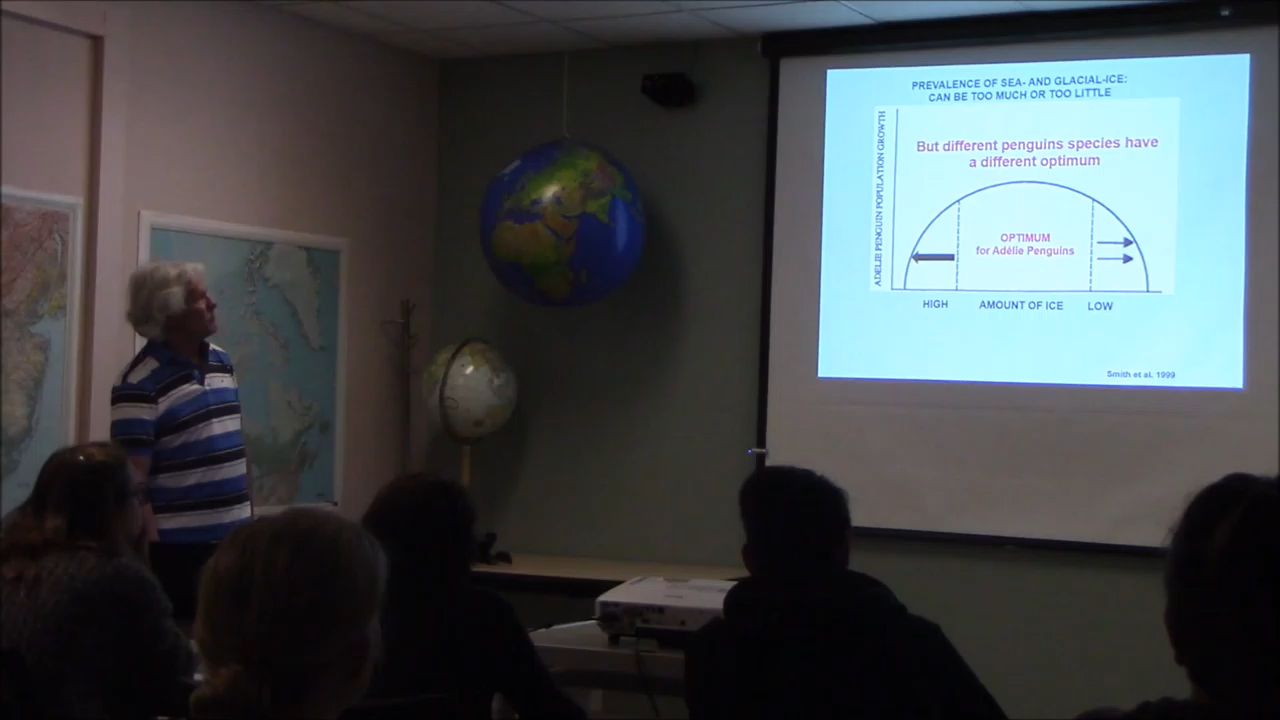 PREVALENCE OF SEA- AND GLACIAL-ICE:
CAN BE TOO MUCH OR TOO LITTLE
But different penguins species have
a different optimum
ADELIE PENGUIN POPULATION GROWTH
OPTIMUM
for Adélie Penguins
HIGH AMOUNT OF ICE LOW
Smith et al. 1999